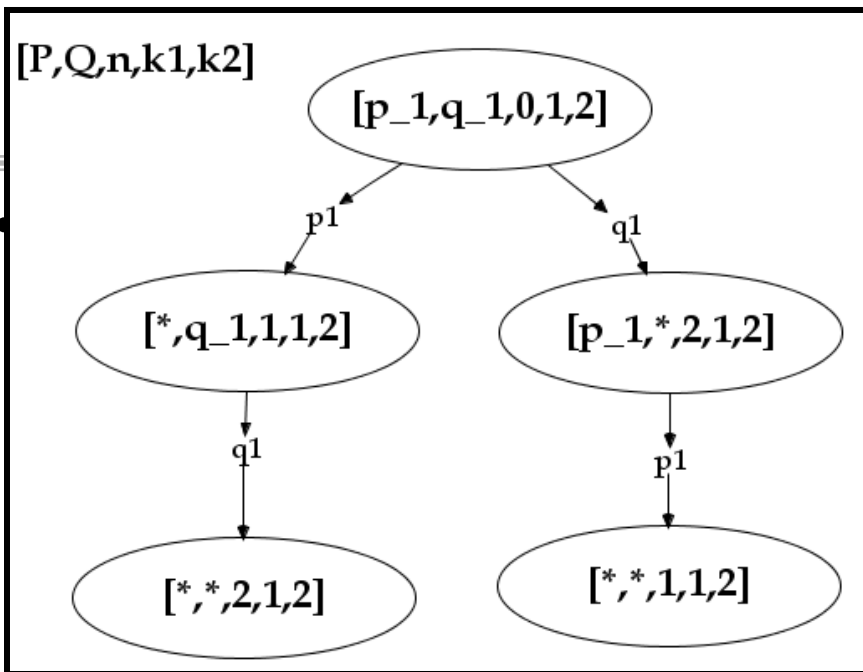 [P,Q,n,k1,k2]
[p_1,q_1,0,1,2]
p1
q1
[*,q_1,1,1,2]
[p_1,*,2,1,2]
q1
p1
[*,*,2,1,2]
[*,*,1,1,2]